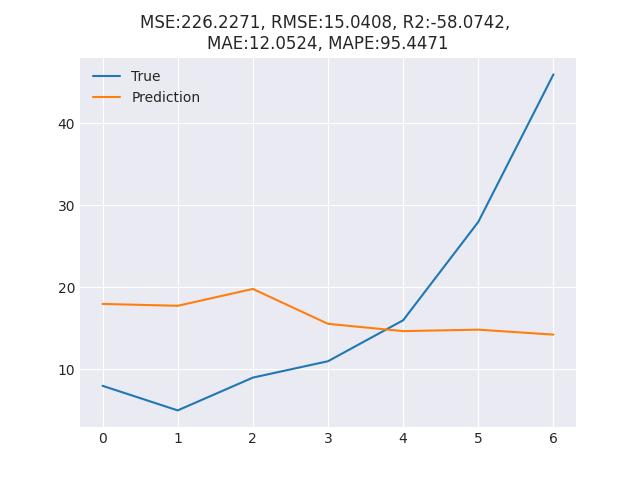 MSE:226.2271, RMSE:15.0408, R2:-58.0742,
MAE:12.0524, MAPE:95.4471
True
Prediction
40
30
20
10
0 1 2 3 4 5 6